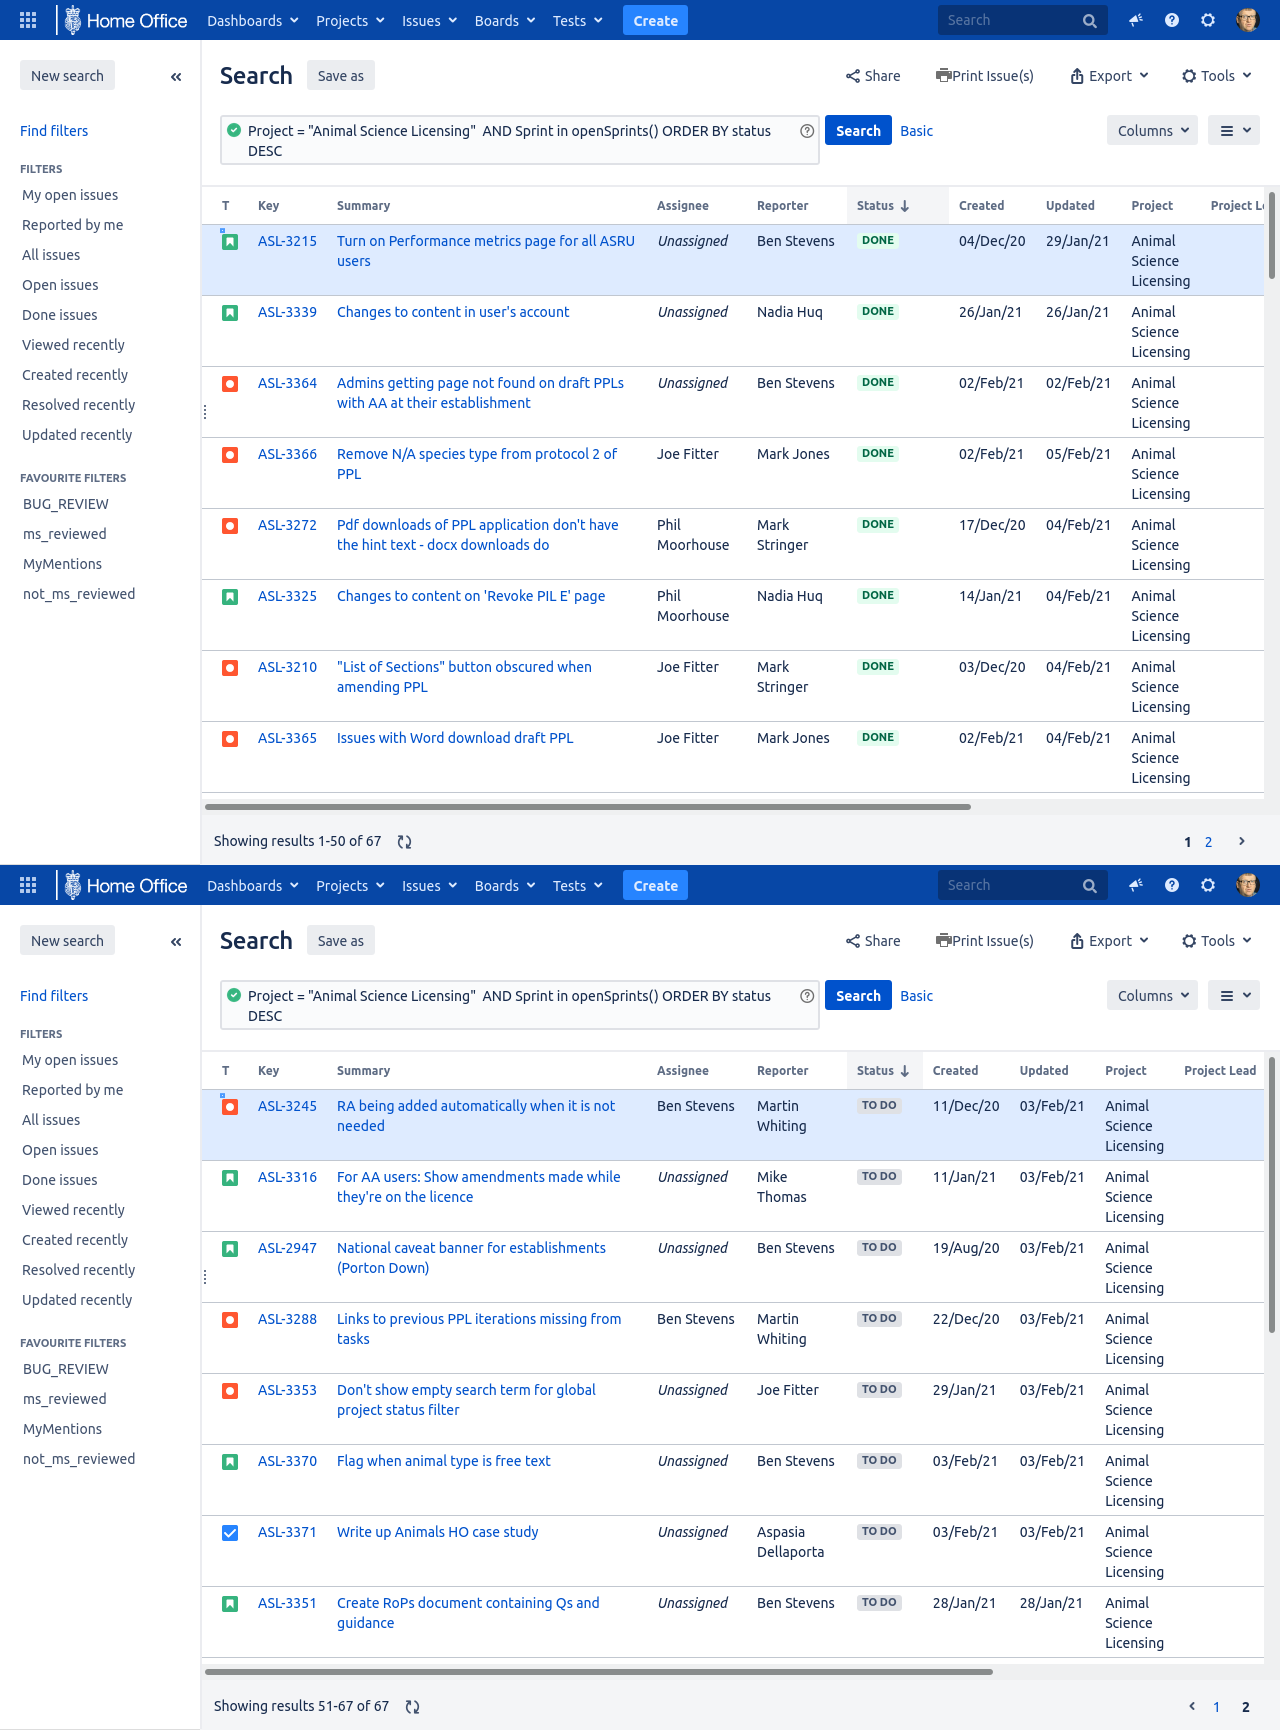 Home Office Dashboards Projects Issues Boards Tests Create Search
New search
Search Save as Share Print Issue(s) Export Tools
Find filters
Project = "Animal Science Licensing"  AND Sprint in openSprints() ORDER BY status
DESC
Search Basic Columns
FILTERS
My open issues
Reported by me
All issues
Open issues
Done issues
Viewed recently
Created recently
Resolved recently
Updated recently
FAVOURITE FILTERS
BUG_REVIEW
ms_reviewed
MyMentions
not_ms_reviewed
T Key Summary Assignee Reporter Status Created Updated Project Project Le
ASL-3215 Turn on Performance metrics page for all ASRU Unassigned Ben Stevens DONE 04/Dec/20 29/Jan/21 Animal
users Science
Licensing
ASL-3339 Changes to content in user's account Unassigned Nadia Huq DONE 26/Jan/21 26/Jan/21 Animal
Science
Licensing
ASL-3364 Admins getting page not found on draft PPLs Unassigned Ben Stevens DONE 02/Feb/21 02/Feb/21 Animal
with AA at their establishment Science
Licensing
ASL-3366 Remove N/A species type from protocol 2 of Joe Fitter Mark Jones DONE 02/Feb/21 05/Feb/21 Animal
PPL Science
Licensing
ASL-3272 Pdf downloads of PPL application don't have Phil Mark DONE 17/Dec/20 04/Feb/21 Animal
the hint text - docx downloads do Moorhouse Stringer Science
Licensing
ASL-3325 Changes to content on 'Revoke PIL E' page Phil Nadia Huq DONE 14/Jan/21 04/Feb/21 Animal
Moorhouse Science
Licensing
ASL-3210 "List of Sections" button obscured when Joe Fitter Mark DONE 03/Dec/20 04/Feb/21 Animal
amending PPL Stringer Science
Licensing
ASL-3365 Issues with Word download draft PPL Joe Fitter Mark Jones DONE 02/Feb/21 04/Feb/21 Animal
Science
Licensing
Showing results 1-50 of 67 1 2
Home Office Dashboards Projects Issues Boards Tests Create Search
New search
Search Save as Share Print Issue(s) Export Tools
Find filters
Project = "Animal Science Licensing"  AND Sprint in openSprints() ORDER BY status
DESC
Search Basic Columns
FILTERS
My open issues
Reported by me
All issues
Open issues
Done issues
Viewed recently
Created recently
Resolved recently
Updated recently
FAVOURITE FILTERS
BUG_REVIEW
ms_reviewed
MyMentions
not_ms_reviewed
T Key Summary Assignee Reporter Status Created Updated Project Project Lead
ASL-3245 RA being added automatically when it is not Ben Stevens Martin TO DO 11/Dec/20 03/Feb/21 Animal
needed Whiting Science
Licensing
ASL-3316 For AA users: Show amendments made while Unassigned Mike TO DO 11/Jan/21 03/Feb/21 Animal
they're on the licence Thomas Science
Licensing
ASL-2947 National caveat banner for establishments Unassigned Ben Stevens TO DO 19/Aug/20 03/Feb/21 Animal
(Porton Down) Science
Licensing
ASL-3288 Links to previous PPL iterations missing from Ben Stevens Martin TO DO 22/Dec/20 03/Feb/21 Animal
tasks Whiting Science
Licensing
ASL-3353 Don't show empty search term for global Unassigned Joe Fitter TO DO 29/Jan/21 03/Feb/21 Animal
project status filter Science
Licensing
ASL-3370 Flag when animal type is free text Unassigned Ben Stevens TO DO 03/Feb/21 03/Feb/21 Animal
Science
Licensing
ASL-3371 Write up Animals HO case study Unassigned Aspasia TO DO 03/Feb/21 03/Feb/21 Animal
Dellaporta Science
Licensing
ASL-3351 Create RoPs document containing Qs and Unassigned Ben Stevens TO DO 28/Jan/21 28/Jan/21 Animal
guidance Science
Licensing
Showing results 51-67 of 67 1 2